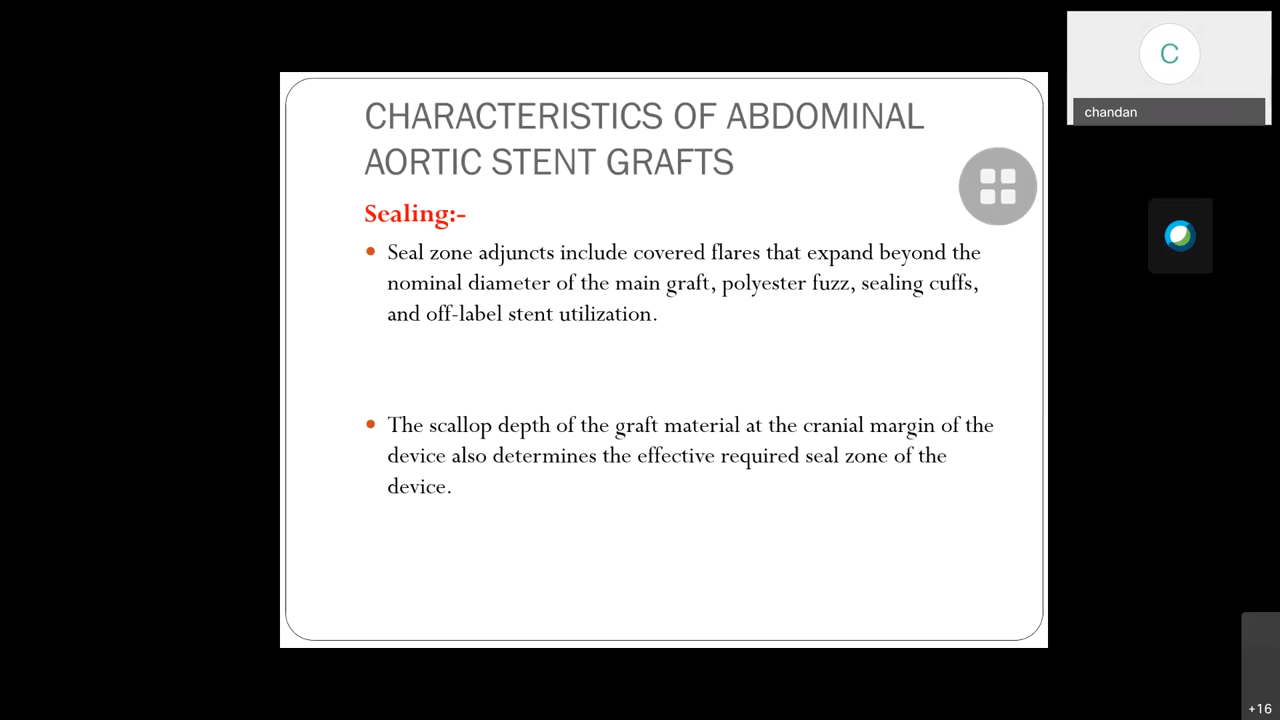 CHARACTERISTICS OF ABDOMINAL
AORTIC STENT GRAFTS
Sealing:-
• Seal zone adjuncts include covered flares that expand beyond the
nominal diameter of the main graft, polyester fuzz, sealing cuffs,
and off-label stent utilization.
• The scallop depth of the graft material at the cranial margin of the
device also determines the effective required seal zone of the
device.
C
chandan
+16